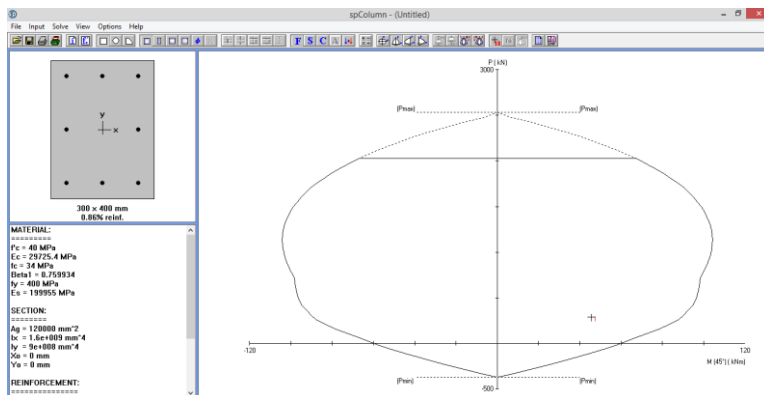 spColumn - (Untitled)
File Input Solve View Options Help
F S C A
y
x
300 x 400 mm
0.86% reinf.
MATERIAL:
=========
f'c = 40 MPa
Ec = 29725.4 MPa
fc = 34 MPa
Beta1 = 0.759934
fy = 400 MPa
Es = 199955 MPa
SECTION:
========
Ag = 120000 mm^2
Ix = 1.6e+009 mm^4
Iy = 9e+008 mm^4
Xo = 0 mm
Yo = 0 mm
REINFORCEMENT:
==============
P ( kN)
3000
(Pmax) (Pmax)
1
-120 120
M (45°) ( kNm)
(Pmin) (Pmin)
-500